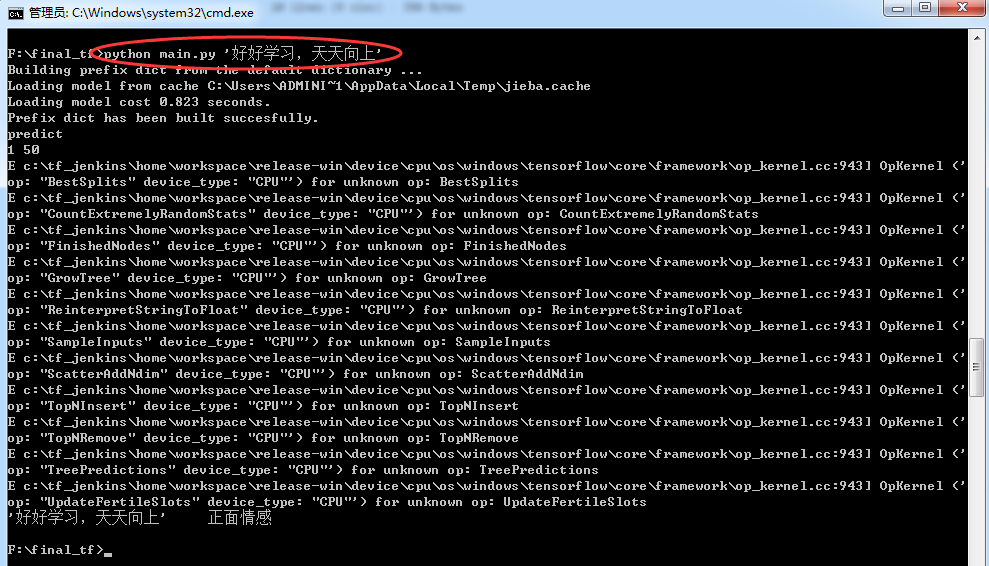 管理员: C:\Windows\system32\cmd.exe
F:\final_tf>python main.py '好好学习，天天向上'
Building prefix dict from the default dictionary ...
Loading model from cache C:\Users\ADMINI~1\AppData\Local\Temp\jieba.cache
Loading model cost 0.823 seconds.
Prefix dict has been built succesfully.
predict
1 50
E c:\tf_jenkins\home\workspace\release-win\device\cpu\os\windows\tensorflow\core\framework\op_kernel.cc:943] OpKernel ('
op: "BestSplits" device_type: "CPU"') for unknown op: BestSplits
E c:\tf_jenkins\home\workspace\release-win\device\cpu\os\windows\tensorflow\core\framework\op_kernel.cc:943] OpKernel ('
op: "CountExtremelyRandomStats" device_type: "CPU"') for unknown op: CountExtremelyRandomStats
E c:\tf_jenkins\home\workspace\release-win\device\cpu\os\windows\tensorflow\core\framework\op_kernel.cc:943] OpKernel ('
op: "FinishedNodes" device_type: "CPU"') for unknown op: FinishedNodes
E c:\tf_jenkins\home\workspace\release-win\device\cpu\os\windows\tensorflow\core\framework\op_kernel.cc:943] OpKernel ('
op: "GrowTree" device_type: "CPU"') for unknown op: GrowTree
E c:\tf_jenkins\home\workspace\release-win\device\cpu\os\windows\tensorflow\core\framework\op_kernel.cc:943] OpKernel ('
op: "ReinterpretStringToFloat" device_type: "CPU"') for unknown op: ReinterpretStringToFloat
E c:\tf_jenkins\home\workspace\release-win\device\cpu\os\windows\tensorflow\core\framework\op_kernel.cc:943] OpKernel ('
op: "SampleInputs" device_type: "CPU"') for unknown op: SampleInputs
E c:\tf_jenkins\home\workspace\release-win\device\cpu\os\windows\tensorflow\core\framework\op_kernel.cc:943] OpKernel ('
op: "ScatterAddNdim" device_type: "CPU"') for unknown op: ScatterAddNdim
E c:\tf_jenkins\home\workspace\release-win\device\cpu\os\windows\tensorflow\core\framework\op_kernel.cc:943] OpKernel ('
op: "TopNInsert" device_type: "CPU"') for unknown op: TopNInsert
E c:\tf_jenkins\home\workspace\release-win\device\cpu\os\windows\tensorflow\core\framework\op_kernel.cc:943] OpKernel ('
op: "TopNRemove" device_type: "CPU"') for unknown op: TopNRemove
E c:\tf_jenkins\home\workspace\release-win\device\cpu\os\windows\tensorflow\core\framework\op_kernel.cc:943] OpKernel ('
op: "TreePredictions" device_type: "CPU"') for unknown op: TreePredictions
E c:\tf_jenkins\home\workspace\release-win\device\cpu\os\windows\tensorflow\core\framework\op_kernel.cc:943] OpKernel ('
op: "UpdateFertileSlots" device_type: "CPU"') for unknown op: UpdateFertileSlots
'好好学习，天天向上' 正面情感
F:\final_tf>